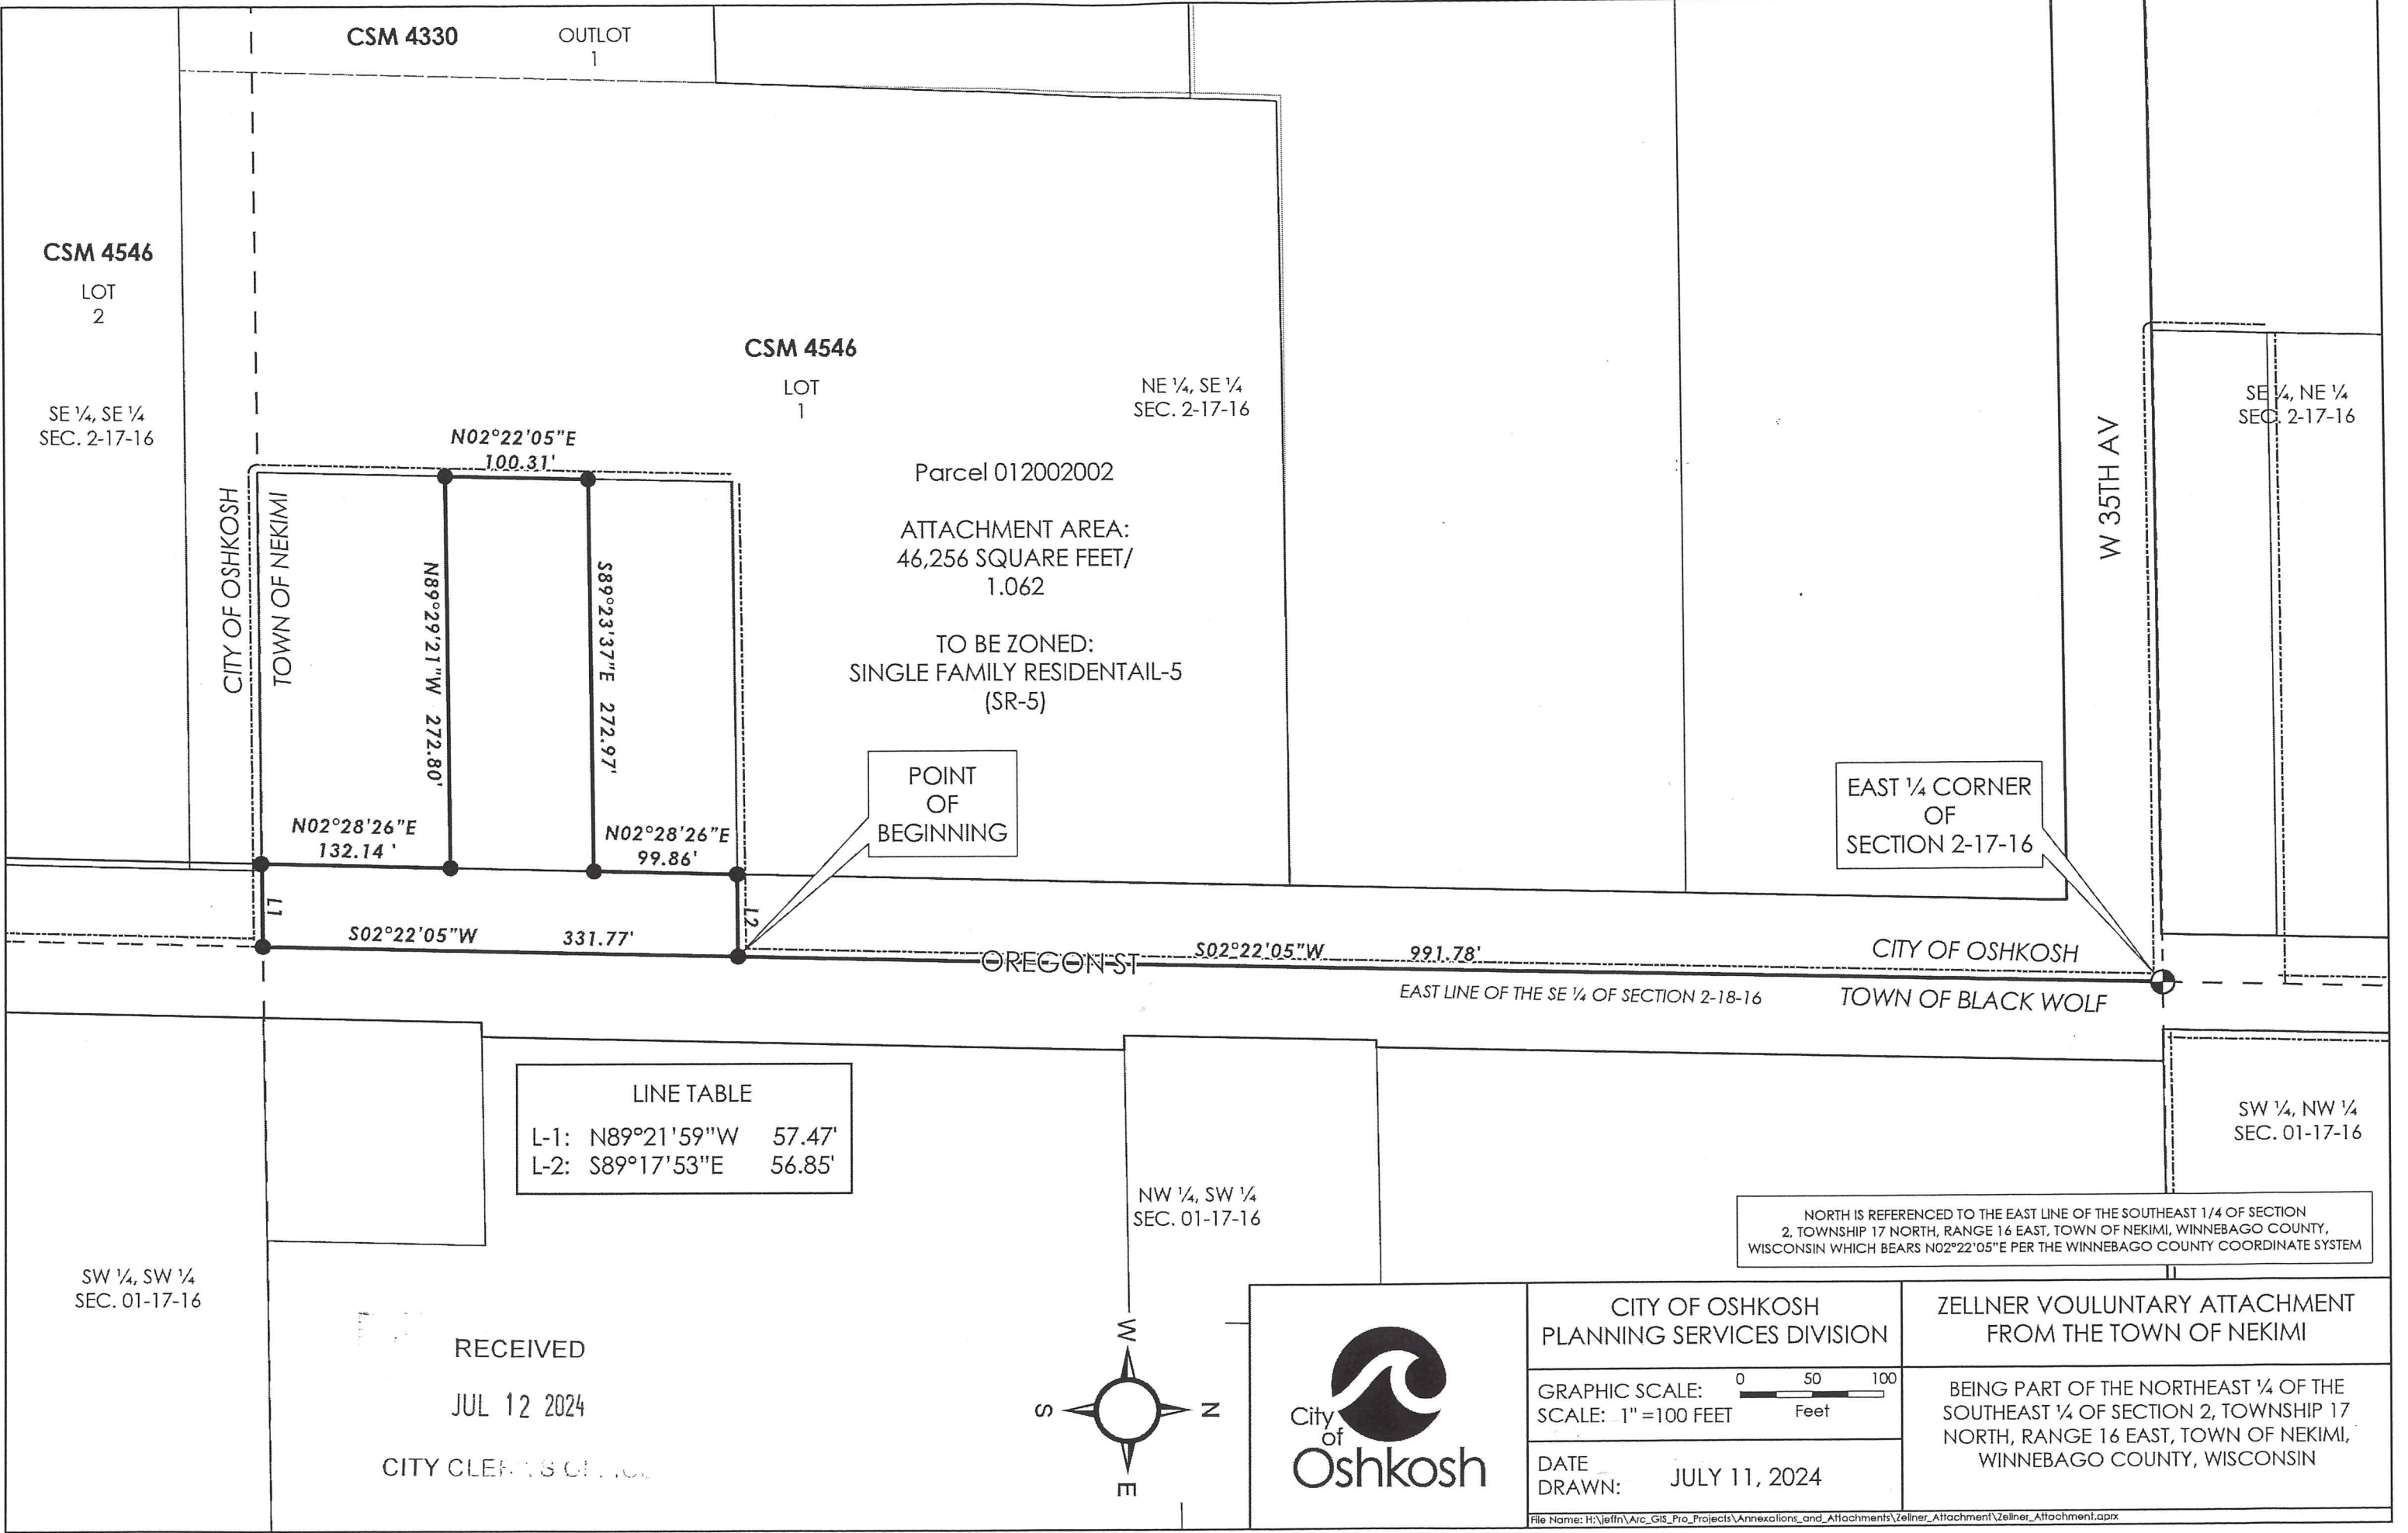 CSM 4330
OUTLOT
1
CSM 4546
LOT
2
SE ¼, SE ¼
SEC. 2-17-16
CSM 4546
LOT
1
NE ¼, SE ¼
SEC. 2-17-16
SE ¼, NE ¼
SEC. 2-17-16
W 35TH AV
N02°22'05"E
100.31'
CITY OF OSHKOSH
TOWN OF NEKIMI
N89°29'21"W 272.80'
S89°23'37"E 272.97'
Parcel 012002002
ATTACHMENT AREA:
46,256 SQUARE FEET/
1.062
TO BE ZONED:
SINGLE FAMILY RESIDENTAIL-5
(SR-5)
POINT
OF
BEGINNING
EAST ¼ CORNER
OF
SECTION 2-17-16
N02°28'26"E
132.14 '
N02°28'26"E
99.86'
L1
L2
S02°22'05"W 331.77'
OREGON ST
S02°22'05"W 991.78'
CITY OF OSHKOSH
EAST LINE OF THE SE ¼ OF SECTION 2-18-16
TOWN OF BLACK WOLF
LINE TABLE
L-1: N89°21'59"W 57.47'
L-2: S89°17'53"E 56.85'
NW ¼, SW ¼
SEC. 01-17-16
SW ¼, NW ¼
SEC. 01-17-16
SW ¼, SW ¼
SEC. 01-17-16
NORTH IS REFERENCED TO THE EAST LINE OF THE SOUTHEAST 1/4 OF SECTION
2, TOWNSHIP 17 NORTH, RANGE 16 EAST, TOWN OF NEKIMI, WINNEBAGO COUNTY,
WISCONSIN WHICH BEARS N02°22'05"E PER THE WINNEBAGO COUNTY COORDINATE SYSTEM
RECEIVED
JUL 12 2024
CITY
W
S
N
E
City
of
Oshkosh
CITY OF OSHKOSH
PLANNING SERVICES DIVISION
GRAPHIC SCALE:
0 50 100
Feet
SCALE: 1" =100 FEET
DATE
DRAWN:
JULY 11, 2024
ZELLNER VOULUNTARY ATTACHMENT
FROM THE TOWN OF NEKIMI
BEING PART OF THE NORTHEAST ¼ OF THE
SOUTHEAST ¼ OF SECTION 2, TOWNSHIP 17
NORTH, RANGE 16 EAST, TOWN OF NEKIMI,
WINNEBAGO COUNTY, WISCONSIN
File Name: H:\jeffn\Arc_GIS_Pro_Projects\Annexations_and_Attachments\Zellner_Attachment\Zellner_Attachment.aprx